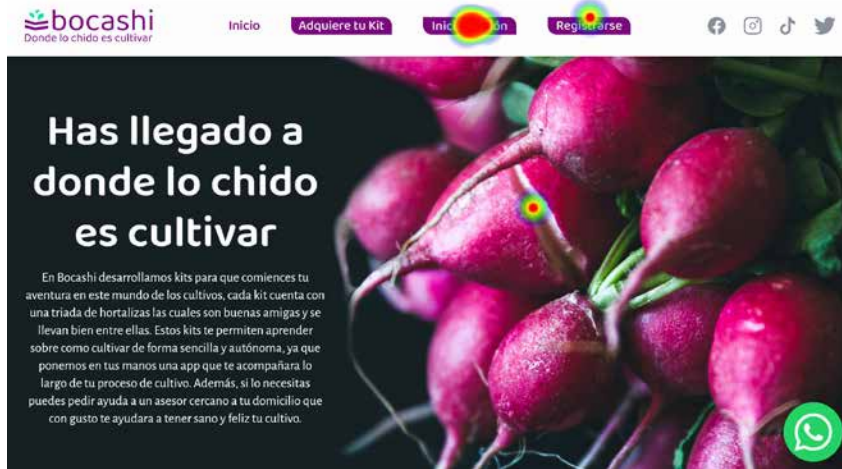 bocashi
Donde lo chido es cultivar
Inicio
Adquiere tu Kit
Registrarse
Has llegado a
donde lo chido
es cultivar
En Bocashi desarrollamos kits para que comiences tu
aventura en este mundo de los cultivos, cada kit cuenta con
una triada de hortalizas las cuales son buenas amigas y se
llevan bien entre ellas. Estos kits te permiten aprender
sobre como cultivar de forma sencilla y autónoma, ya que
ponemos en tus manos una app que te acompañara lo
largo de tu proceso de cultivo. Además, si lo necesitas
puedes pedir ayuda a un asesor cercano a tu domicilio que
con gusto te ayudara a tener sano y feliz tu cultivo.